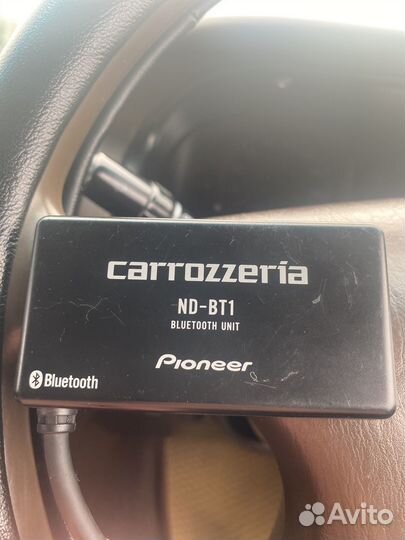 carrozzeria
ND-BT1
BLUETOOTH UNIT
Pioneer
Bluetooth
Avito